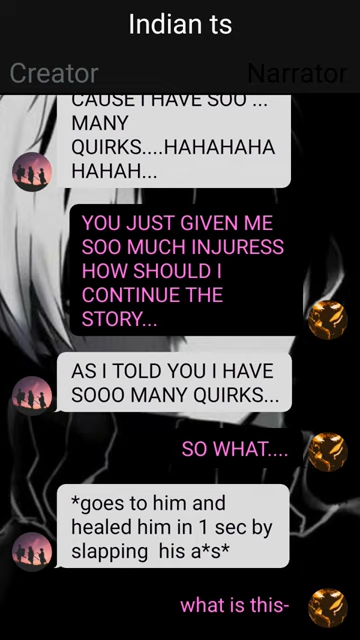 Indian ts
Creator
Narrator
CAUSE I HAVE SOO ...
MANY
QUIRKS....HAHAHAHA
HAHAH...
YOU JUST GIVEN ME
SOO MUCH INJURESS
HOW SHOULD I
CONTINUE THE
STORY...
AS I TOLD YOU I HAVE
SOOO MANY QUIRKS...
SO WHAT....
*goes to him and
healed him in 1 sec by
slapping his a*s*
what is this-